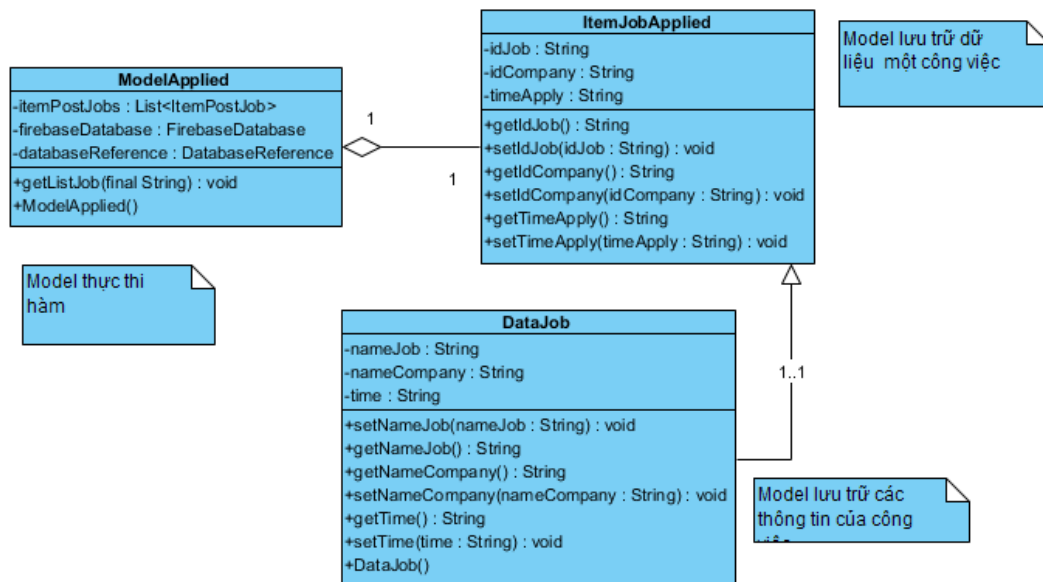 ModelApplied
-itemPostJobs : List<ItemPostJob>
-firebaseDatabase : FirebaseDatabase
-databaseReference : DatabaseReference
+getListJob(final String) : void
+ModelApplied()
1
1
ItemJobApplied
-idJob : String
-idCompany : String
-timeApply : String
+getIdJob() : String
+setIdJob(idJob : String) : void
+getIdCompany() : String
+setIdCompany(idCompany : String) : void
+getTimeApply() : String
+setTimeApply(timeApply : String) : void
Model lưu trữ dữ
liệu một công việc
Model thực thi
hàm
DataJob
-nameJob : String
-nameCompany : String
-time : String
+setNameJob(nameJob : String) : void
+getNameJob() : String
+getNameCompany() : String
+setNameCompany(nameCompany : String) : void
+getTime() : String
+setTime(time : String) : void
+DataJob()
1..1
Model lưu trữ các
thông tin của công